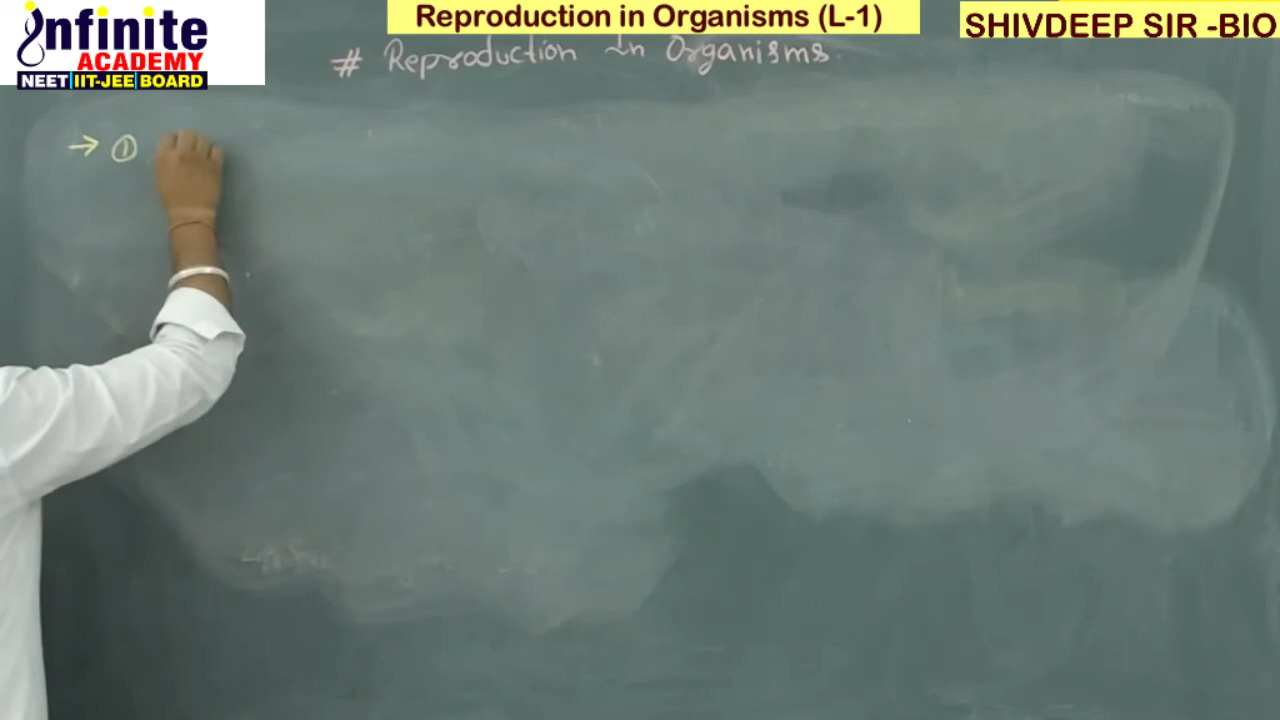 infinite
ACADEMY
NEET IIT-JEE BOARD
Reproduction in Organisms (L-1)
SHIVDEEP SIR -BIO
# Reproduction in Organisms.
→ ①